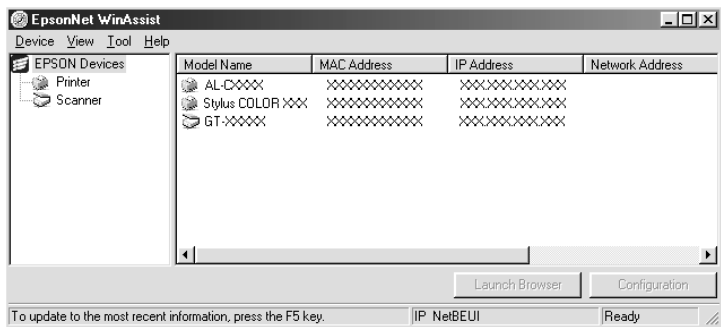 EpsonNet WinAssist
Device View Tool Help
EPSON Devices
Printer
Scanner
Model Name MAC Address IP Address Network Address
AL-CXXXX XXXXXXXXXXXX XXX.XXX.XXX.XXX
Stylus COLOR XXX XXXXXXXXXXXX XXX.XXX.XXX.XXX
GT-XXXXX XXXXXXXXXXXX XXX.XXX.XXX.XXX
Launch Browser Configuration
To update to the most recent information, press the F5 key. IP NetBEUI Ready